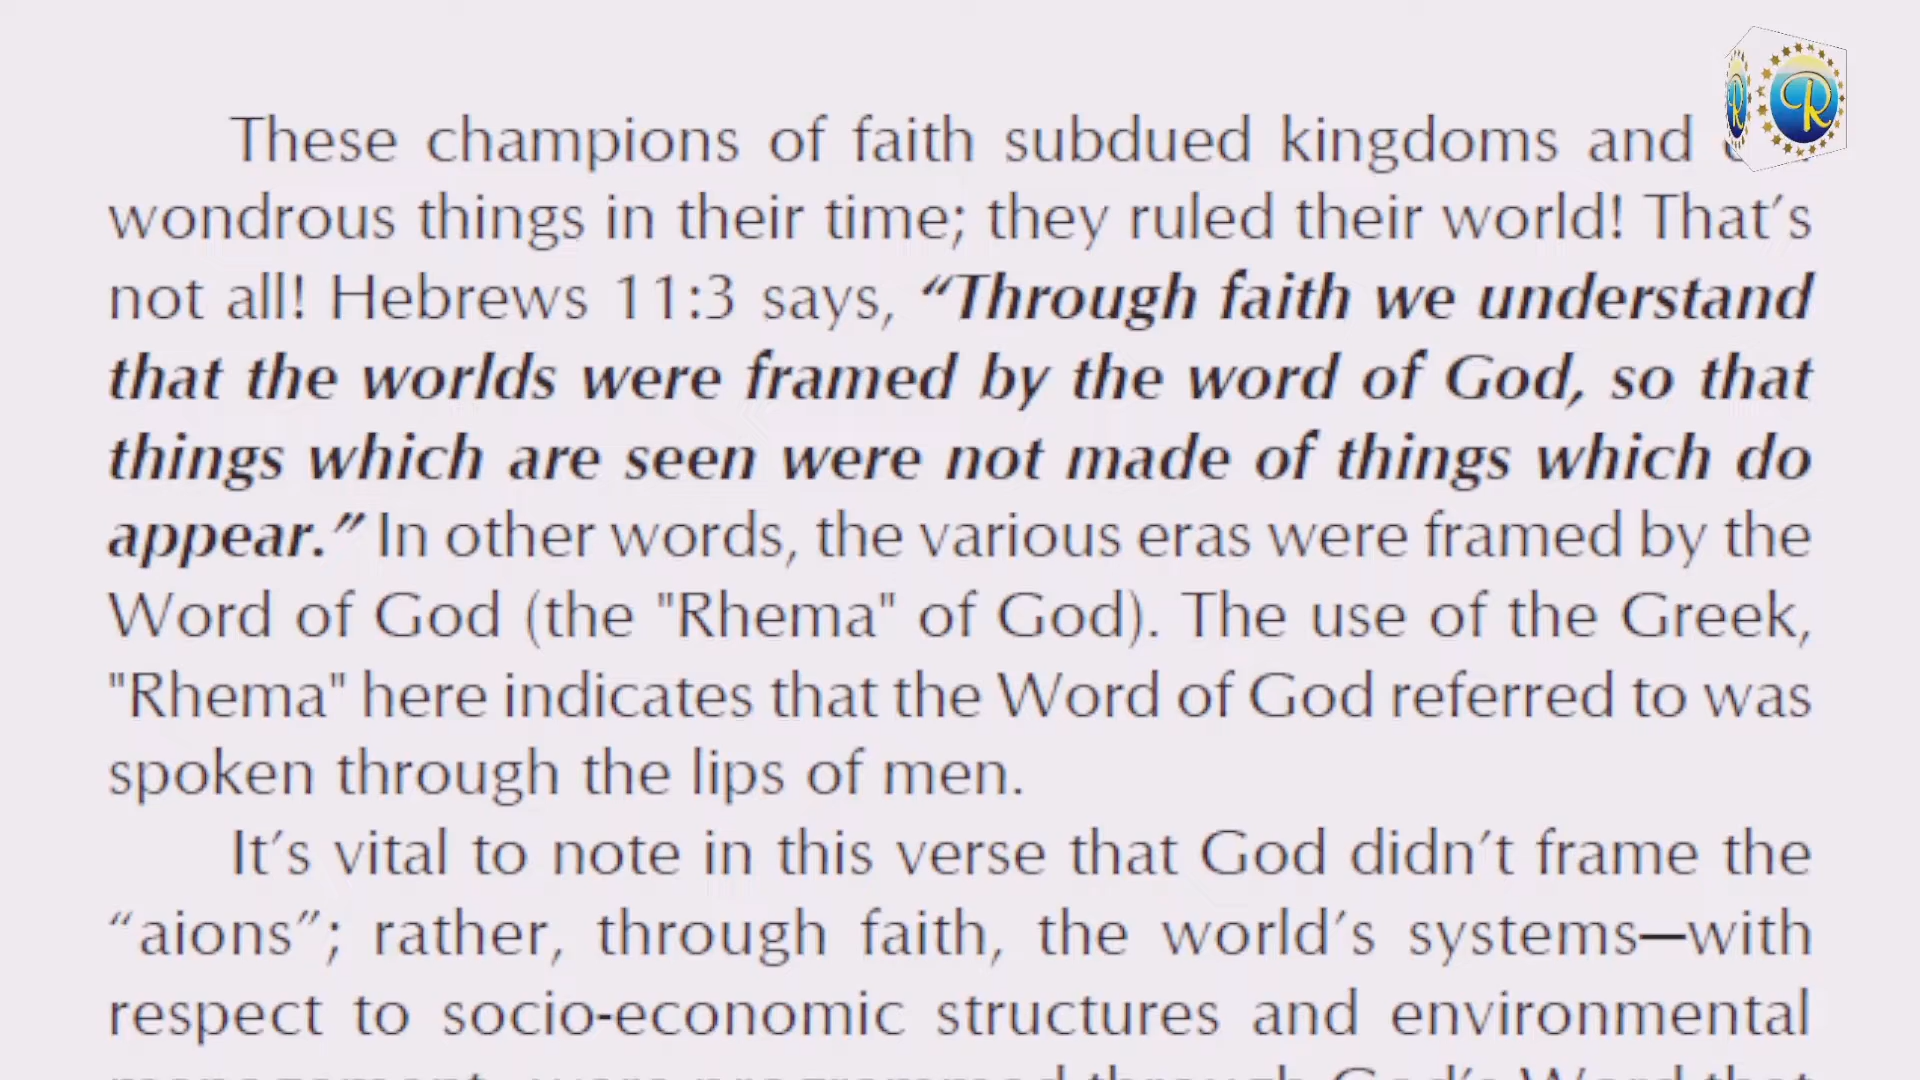 These champions of faith subdued kingdoms and
wondrous things in their time; they ruled their world! That’s
not all! Hebrews 11:3 says, “Through faith we understand
that the worlds were framed by the word of God, so that
things which are seen were not made of things which do
appear.” In other words, the various eras were framed by the
Word of God (the "Rhema" of God). The use of the Greek,
"Rhema" here indicates that the Word of God referred to was
spoken through the lips of men.
It’s vital to note in this verse that God didn’t frame the
“aions”; rather, through faith, the world’s systems—with
respect to socio-economic structures and environmental